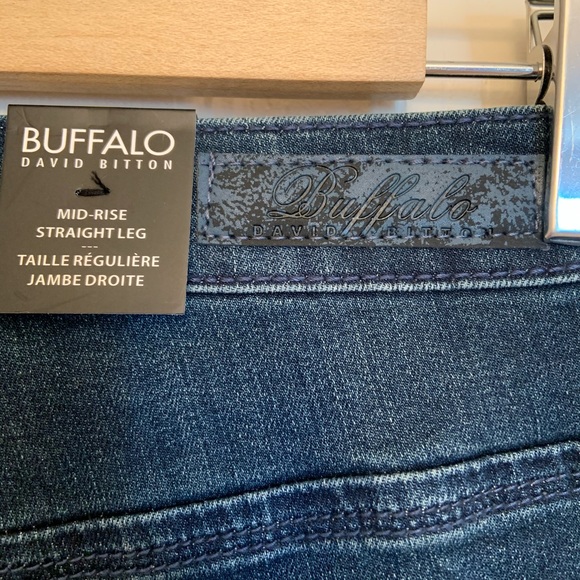 BUFFALO
DAVID BITTON
MID-RISE
STRAIGHT LEG
---
TAILLE RÉGULIÈRE
JAMBE DROITE
Buffalo
DAVID BITTON